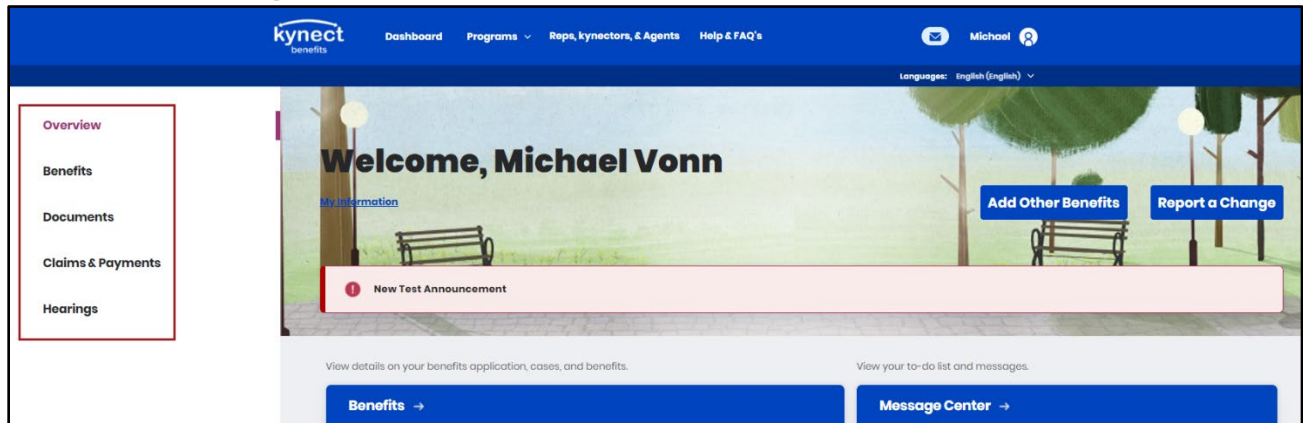 kynect
benefits
Dashboard Programs Reps, kynectors, & Agents Help & FAQ's Michael
Languages: English (English)
Overview
Benefits
Documents
Claims & Payments
Hearings
Welcome, Michael Vonn
My Information
Add Other Benefits Report a Change
New Test Announcement
View details on your benefits application, cases, and benefits.
View your to-do list and messages.
Benefits →
Message Center →